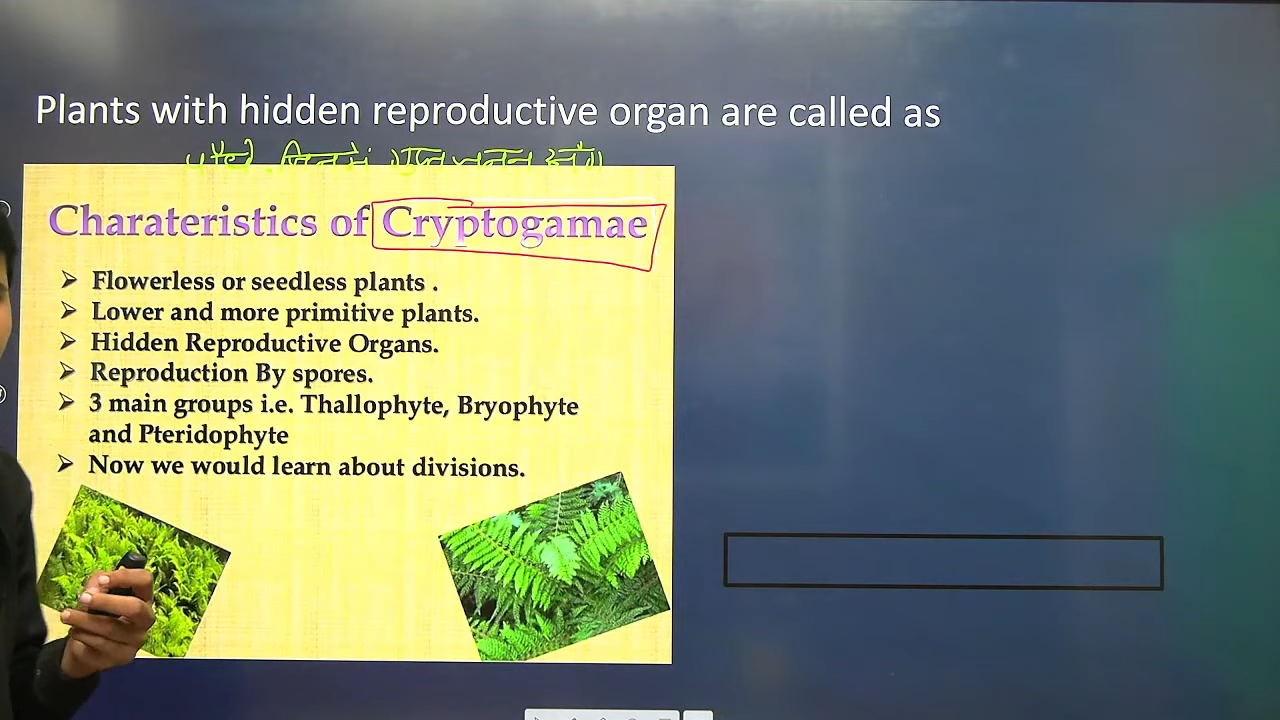 Plants with hidden reproductive organ are called as
पौधे जिनमें गुप्त जनन अंग
Charateristics of Cryptogamae
➢ Flowerless or seedless plants .
➢ Lower and more primitive plants.
➢ Hidden Reproductive Organs.
➢ Reproduction By spores.
➢ 3 main groups i.e. Thallophyte, Bryophyte
and Pteridophyte
➢ Now we would learn about divisions.